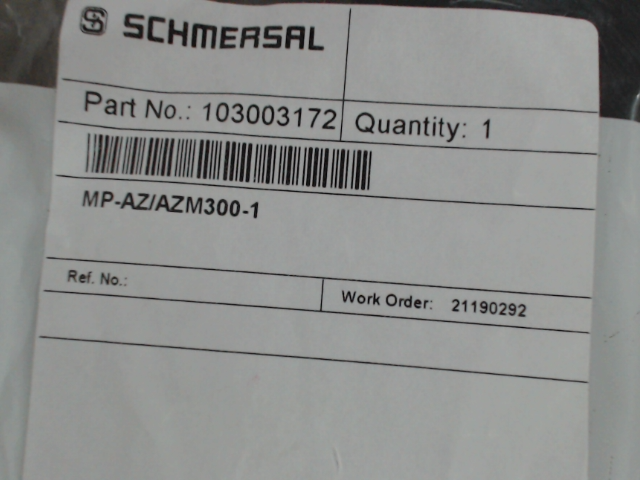 SCHMERSAL
Part No.: 103003172 Quantity: 1
MP-AZ/AZM300-1
Ref. No.:
Work Order: 21190292